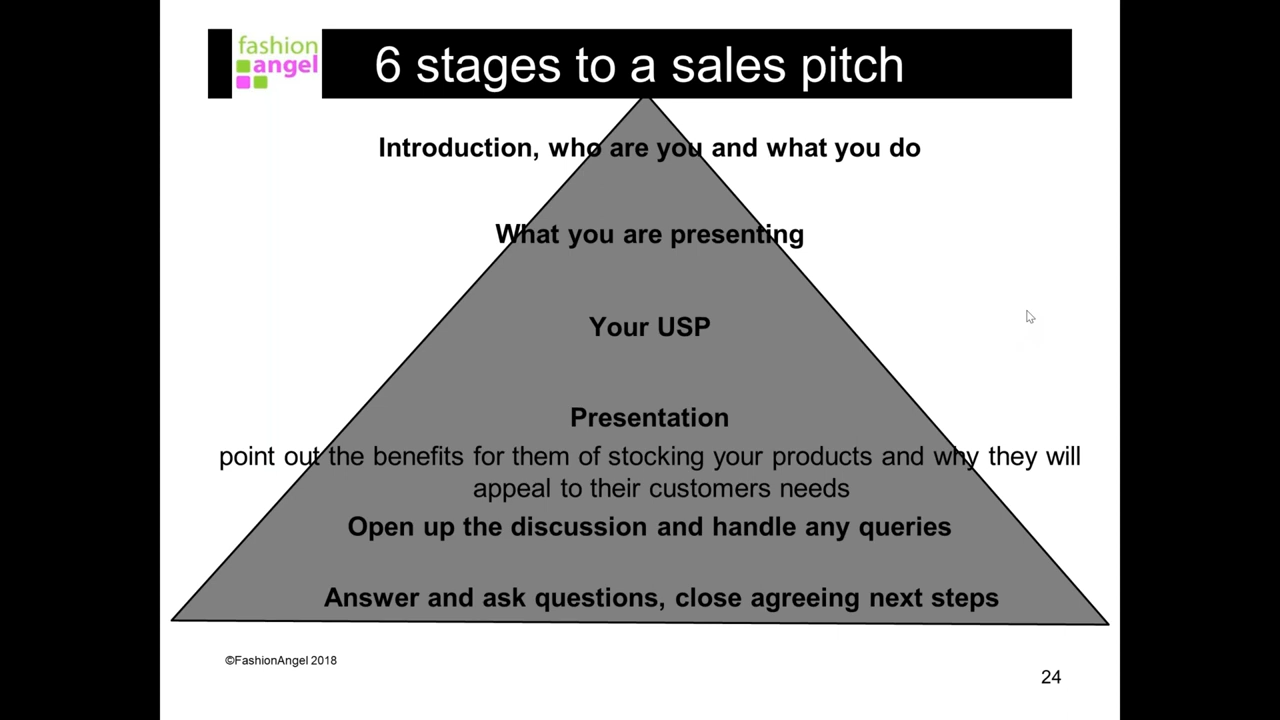 fashion
angel
6 stages to a sales pitch
Introduction, who are you and what you do
What you are presenting
Your USP
Presentation
point out the benefits for them of stocking your products and why they will
appeal to their customers needs
Open up the discussion and handle any queries
Answer and ask questions, close agreeing next steps
©FashionAngel 2018
24